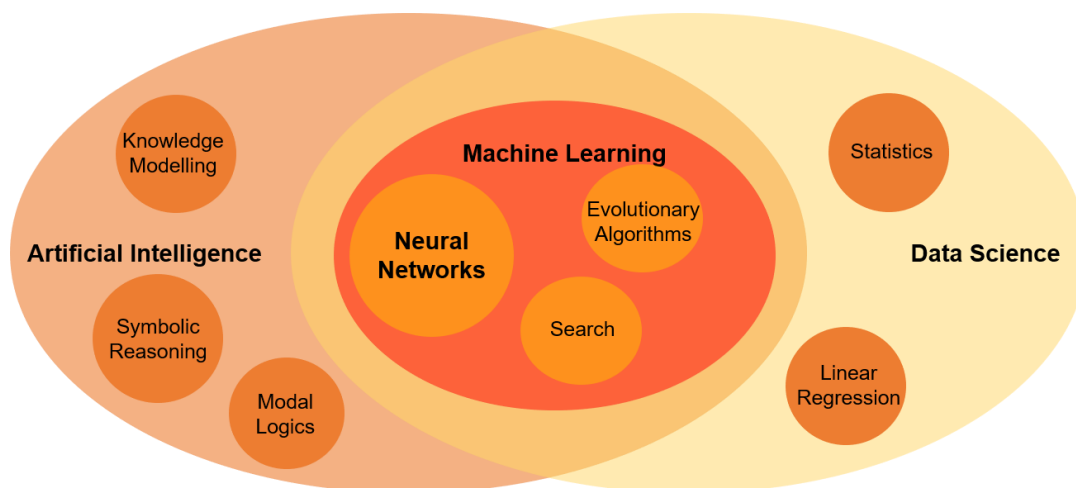 Knowledge
Modelling
Artificial Intelligence
Symbolic
Reasoning
Modal
Logics
Machine Learning
Neural
Networks
Evolutionary
Algorithms
Search
Statistics
Data Science
Linear
Regression